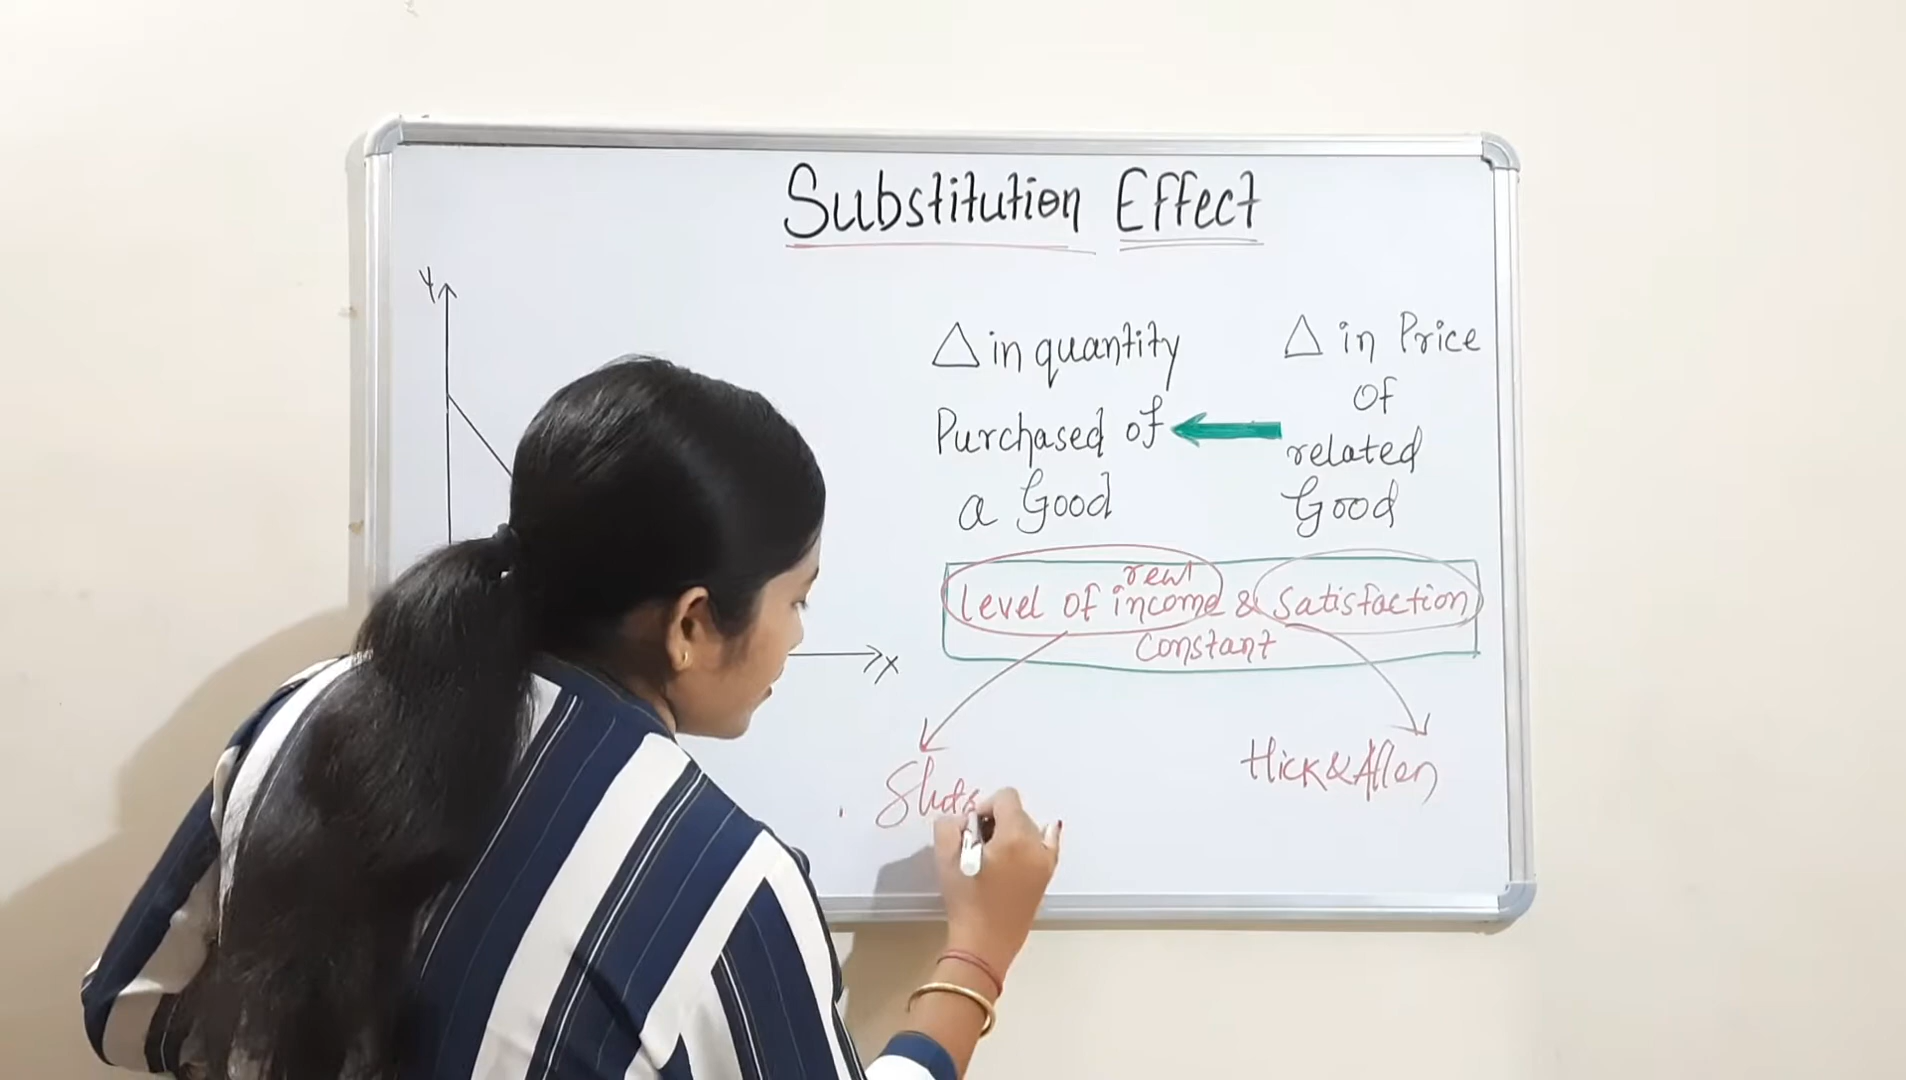 Substitution Effect
Y
△ in quantity
Purchased of
a Good
△ in Price
of
related
Good
real
Level of income & Satisfaction
Constant
X
Sluts
Hick & Allen